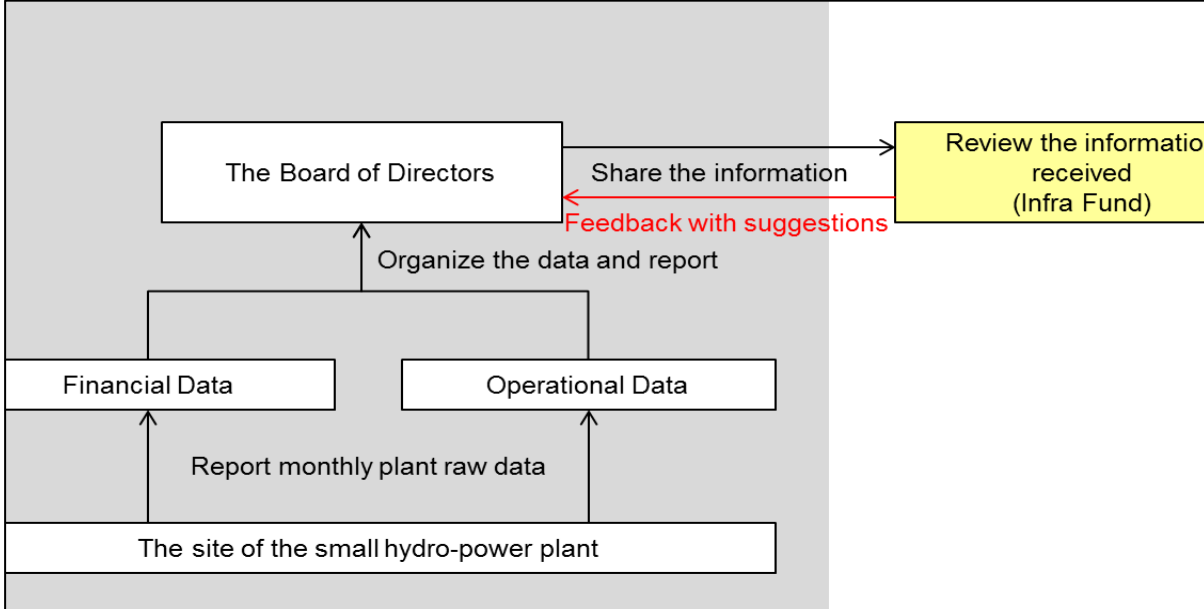 The Board of Directors
Share the information
Feedback with suggestions
Review the informatio
received
(Infra Fund)
Organize the data and report
Financial Data
Operational Data
Report monthly plant raw data
The site of the small hydro-power plant